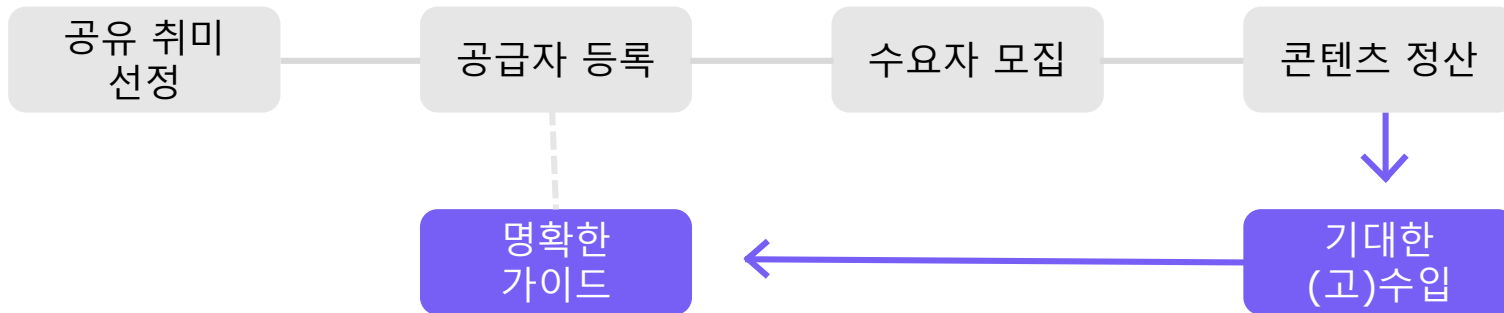 공유 취미
선정
공급자 등록
수요자 모집
콘텐츠 정산
명확한
가이드
기대한
(고)수입